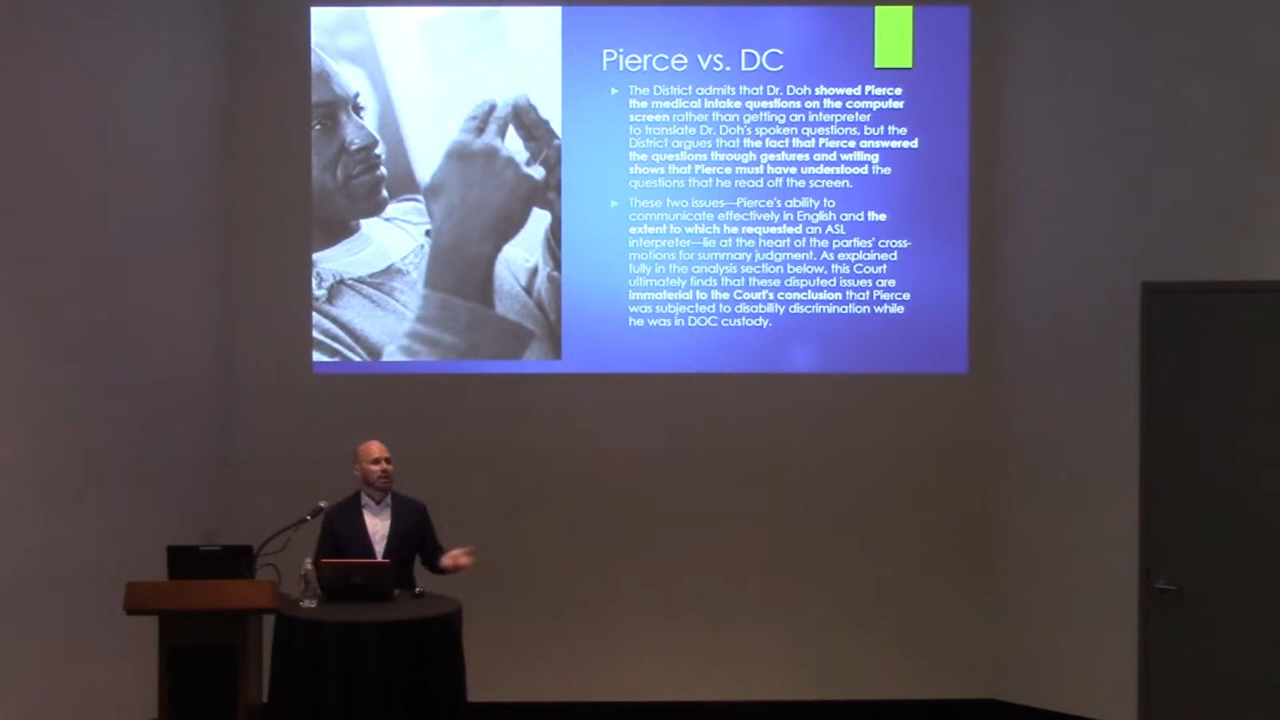 Pierce vs. DC
The District admits that Dr. Doh showed Pierce
the medical intake questions on the computer
screen rather than getting an interpreter
to translate Dr. Doh's spoken questions, but the
District argues that the fact that Pierce answered
the questions through gestures and writing
shows that Pierce must have understood the
questions that he read off the screen.
These two issues—Pierce's ability to
communicate effectively in English and the
extent to which he requested an ASL
interpreter—lie at the heart of the parties' cross-
motions for summary judgment. As explained
fully in the analysis section below, this Court
ultimately finds that these disputed issues are
immaterial to the Court's conclusion that Pierce
was subjected to disability discrimination while
he was in DOC custody.